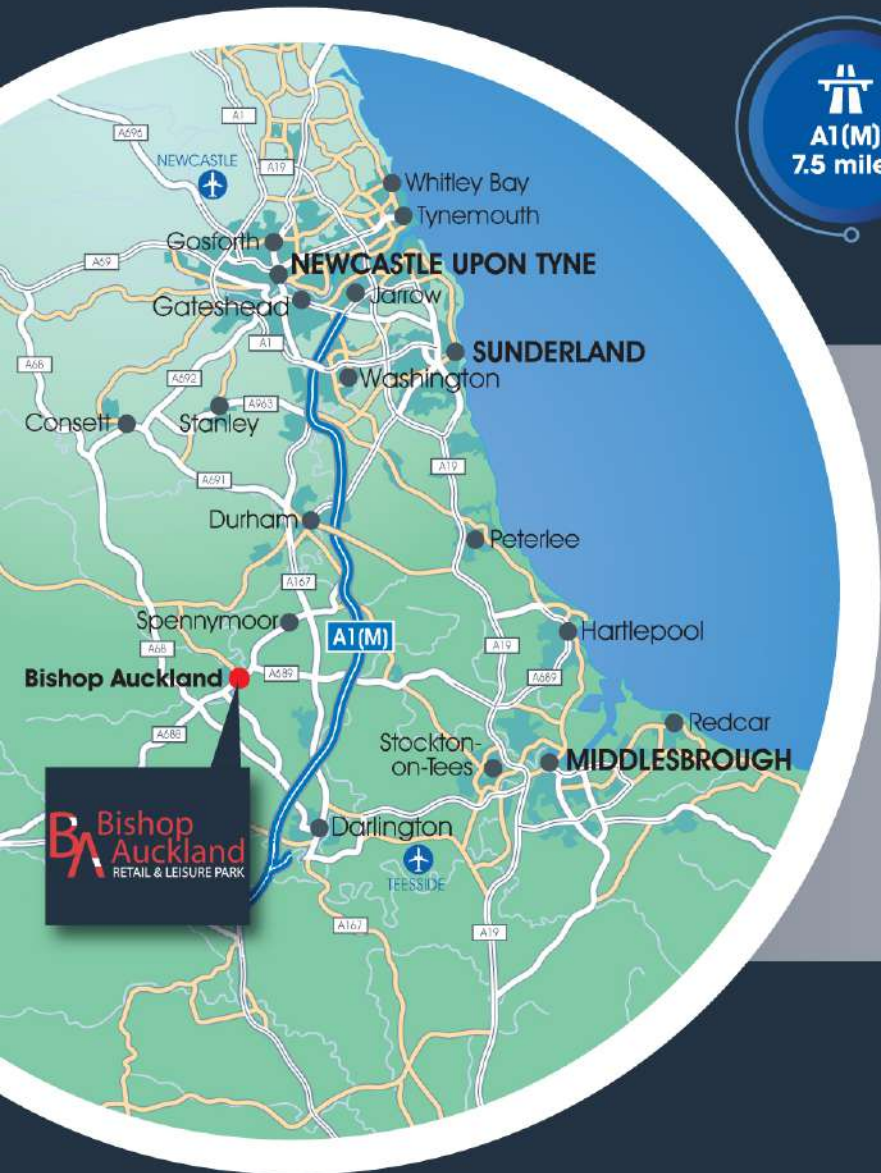 A1(M)
7.5 mile
A696
A1
NEWCASTLE
A19
Whitley Bay
Tynemouth
Gosforth
A69
NEWCASTLE UPON TYNE
Gateshead
Jarrow
A1
SUNDERLAND
A68
A692
Washington
A963
Consett
Stanley
A19
A691
Durham
Peterlee
A167
Spennymoor
A1(M)
Hartlepool
A19
A68
Bishop Auckland
A689
A689
Redcar
A688
Stockton-
on-Tees
MIDDLESBROUGH
BA
Bishop
Auckland
RETAIL & LEISURE PARK
Darlington
TEESSIDE
A167
A19